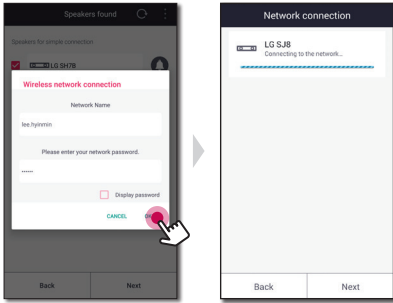 Speakers found
Speakers for simple connection
LG SH7B
Wireless network connection
Network Name
lee.hyinmin
Please enter your network password.
······
Display password
CANCEL
Back
Next
Network connection
LG SJ8
Connecting to the network...
Back
Next